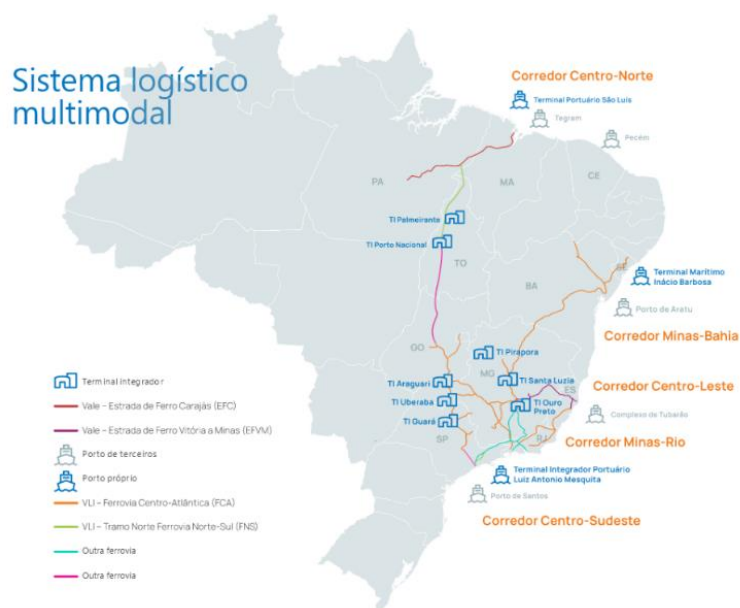 Sistema logístico
multimodal
Corredor Centro-Norte
Terminal Portuário São Luís
Tegram
Pecém
PA
MA
CE
TI Palmeirante
TI Porto Nacional
TO
SE
Terminal Marítimo
Inácio Barbosa
BA
Porto de Aratu
Corredor Minas-Bahia
GO
TI Pirapora
MG
TI Araguari
TI Santa Luzia
ES
Corredor Centro-Leste
TI Uberaba
TI Ouro
Preto
Complexo de Tubarão
TI Guará
SP
RJ
Corredor Minas-Rio
Terminal Integrador Portuário
Luiz Antonio Mesquita
Porto de Santos
Corredor Centro-Sudeste
Terminal Integrador
Vale – Estrada de Ferro Carajás (EFC)
Vale – Estrada de Ferro Vitória a Minas (EFVM)
Porto de terceiros
Porto próprio
VLI – Ferrovia Centro-Atlântica (FCA)
VLI – Tramo Norte Ferrovia Norte-Sul (FNS)
Outra ferrovia
Outra ferrovia